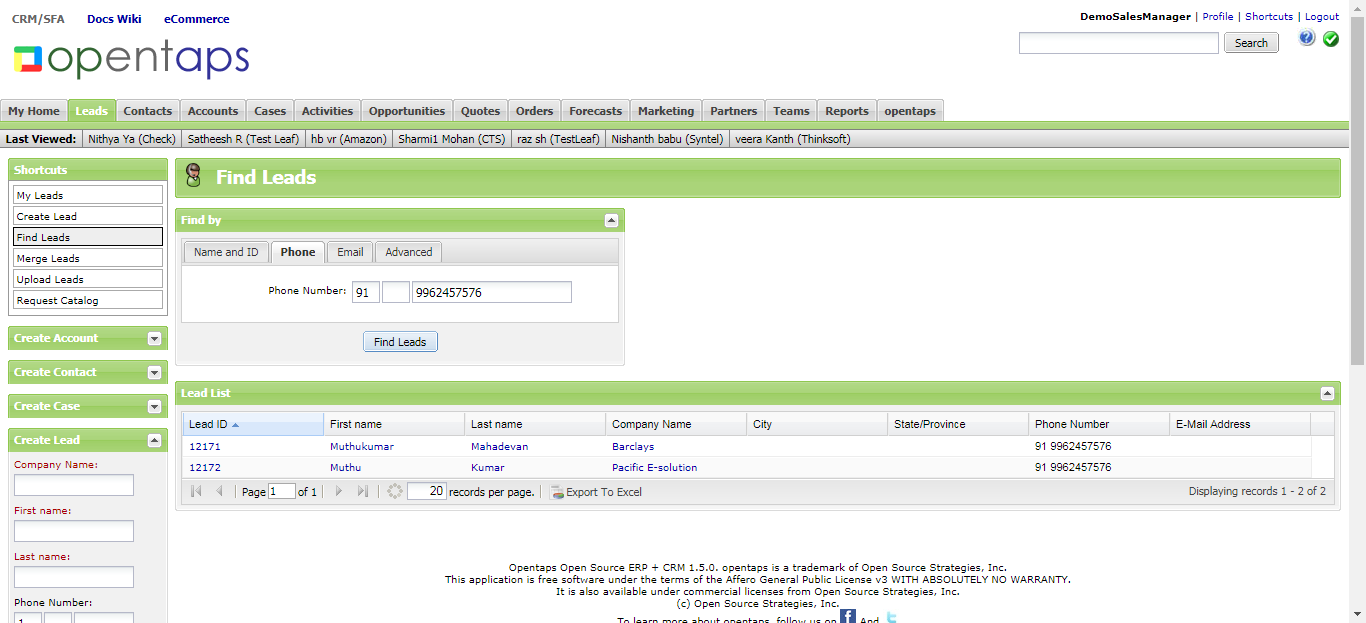 CRM/SFA Docs Wiki eCommerce
DemoSalesManager | Profile | Shortcuts | Logout
opentaps
Search
My Home Leads Contacts Accounts Cases Activities Opportunities Quotes Orders Forecasts Marketing Partners Teams Reports opentaps
Last Viewed: Nithya Ya (Check) Satheesh R (Test Leaf) hb vr (Amazon) Sharmi1 Mohan (CTS) raz sh (TestLeaf) Nishanth babu (Syntel) veera Kanth (Thinksoft)
Shortcuts
My Leads
Create Lead
Find Leads
Merge Leads
Upload Leads
Request Catalog
Create Account
Create Contact
Create Case
Create Lead
Company Name:
First name:
Last name:
Phone Number:
1
Find Leads
Find by
Name and ID Phone Email Advanced
Phone Number: 91 9962457576
Find Leads
Lead List
Lead ID First name Last name Company Name City State/Province Phone Number E-Mail Address
12171 Muthukumar Mahadevan Barclays 91 9962457576
12172 Muthu Kumar Pacific E-solution 91 9962457576
Page 1 of 1 20 records per page. Export To Excel Displaying records 1 - 2 of 2
Opentaps Open Source ERP + CRM 1.5.0. opentaps is a trademark of Open Source Strategies, Inc.
This application is free software under the terms of the Affero General Public License v3 WITH ABSOLUTELY NO WARRANTY.
It is also available under commercial licenses from Open Source Strategies, Inc.
(c) Open Source Strategies, Inc.
To learn more about opentaps, follow us on f And t